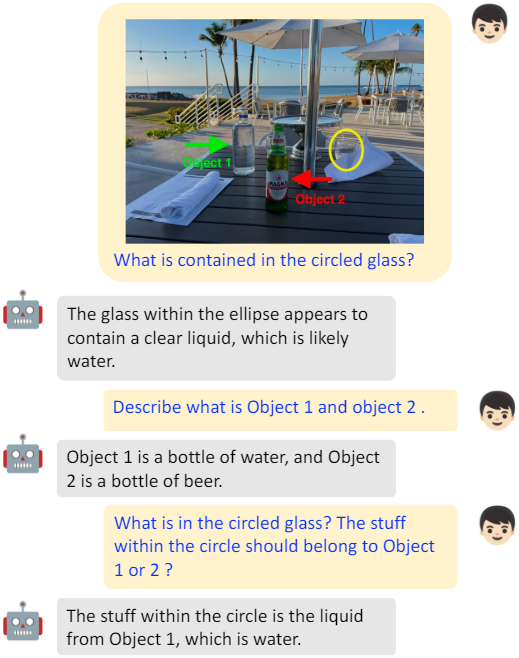 Object 1
MAGNA
Object 2
What is contained in the circled glass?
The glass within the ellipse appears to
contain a clear liquid, which is likely
water.
Describe what is Object 1 and object 2 .
Object 1 is a bottle of water, and Object
2 is a bottle of beer.
What is in the circled glass? The stuff
within the circle should belong to Object
1 or 2 ?
The stuff within the circle is the liquid
from Object 1, which is water.